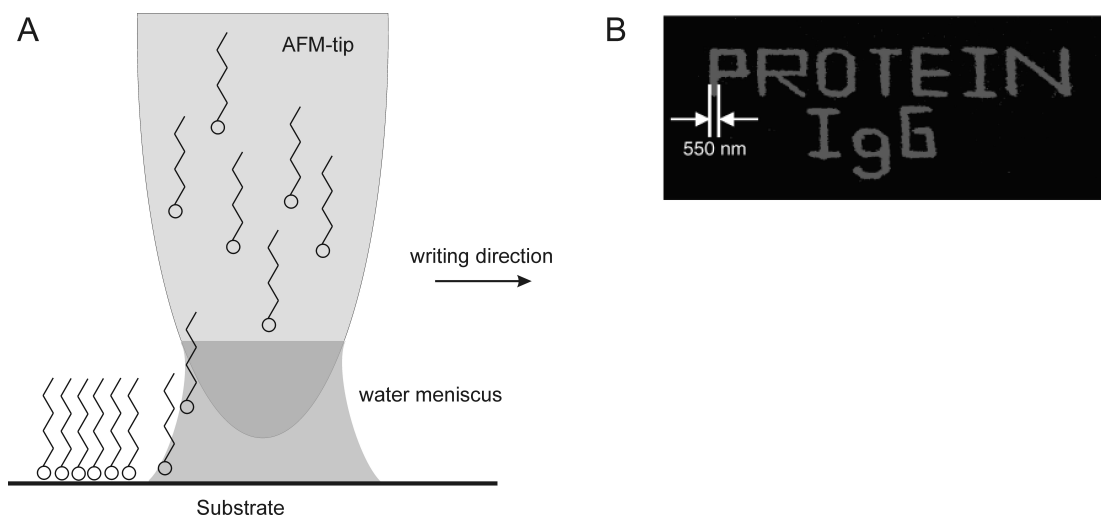 A
AFM-tip
writing direction
water meniscus
Substrate
B
PROTEIN
IgG
550 nm